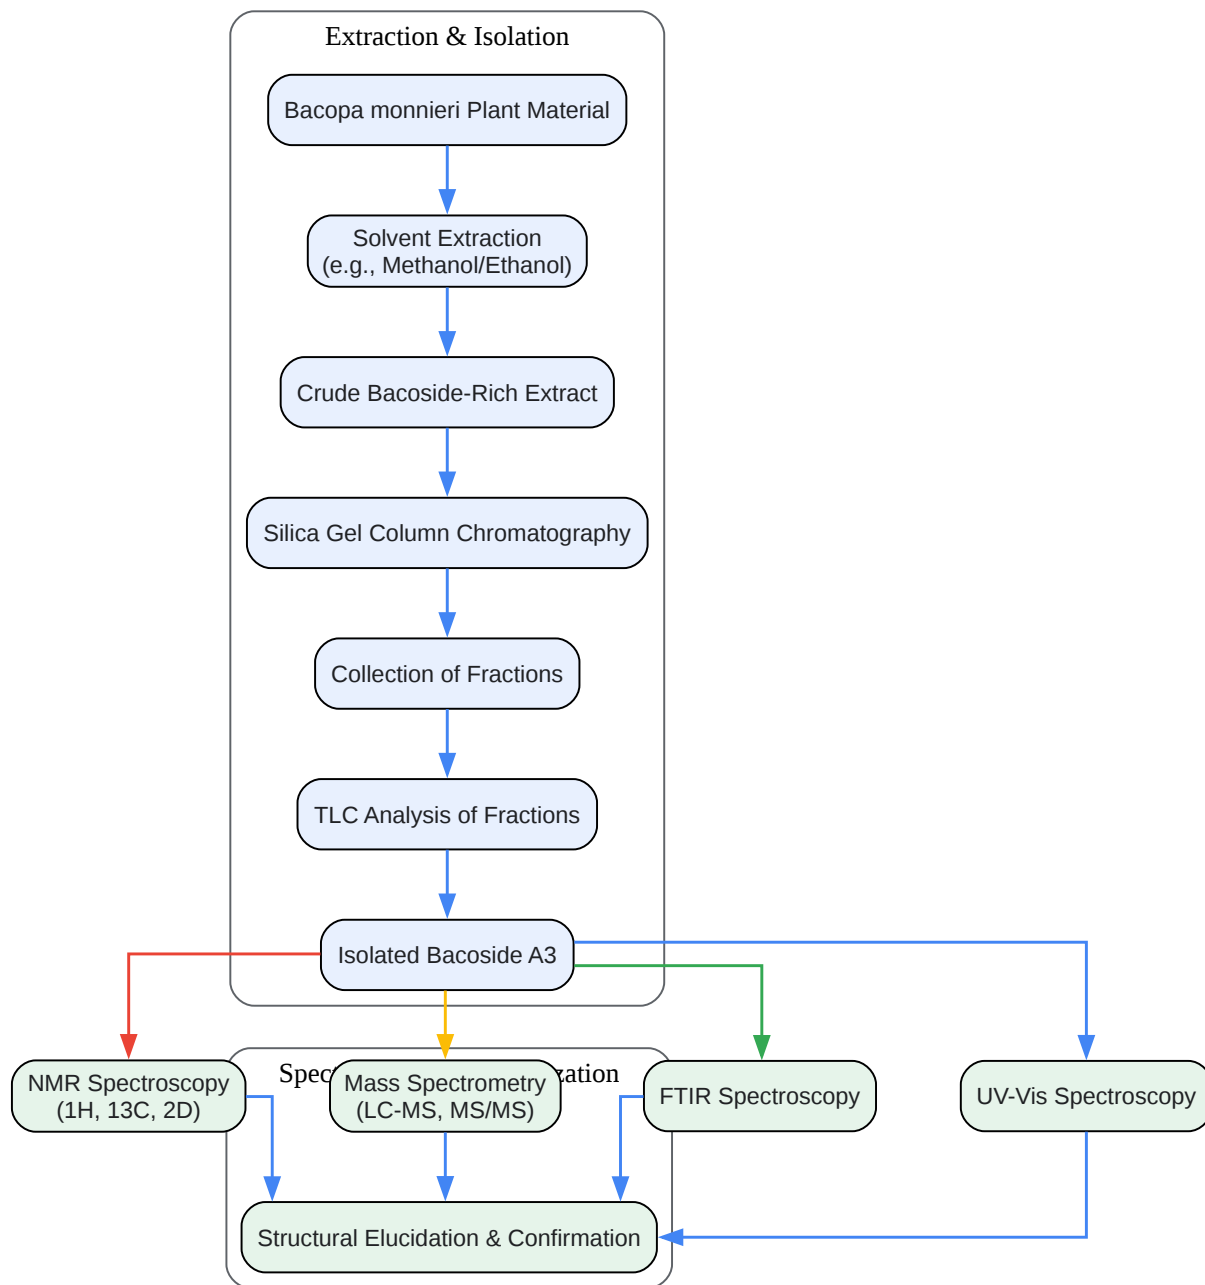 Extraction & Isolation
Bacopa monnieri Plant Material
Solvent Extraction
(e.g., Methanol/Ethanol)
Crude Bacoside-Rich Extract
Silica Gel Column Chromatography
Collection of Fractions
TLC Analysis of Fractions
Isolated Bacoside A3
NMR Spectroscopy
(1H, 13C, 2D)
Mass Spectrometry
(LC-MS, MS/MS)
FTIR Spectroscopy
UV-Vis Spectroscopy
Structural Elucidation & Confirmation